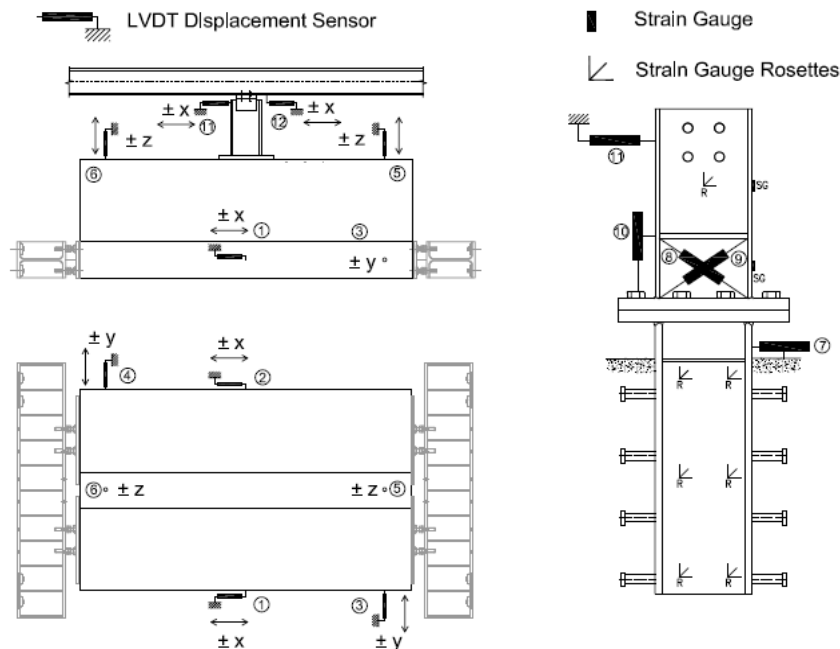 LVDT Displacement Sensor
Strain Gauge
Strain Gauge Rosettes
± x
11
12
± x
± z
± z
6
5
± x
1
3
± y
11
R
SG
10
8
9
SG
7
R
R
R
R
R
R
± y
± x
4
2
6
± z
± z
5
1
3
± x
± y